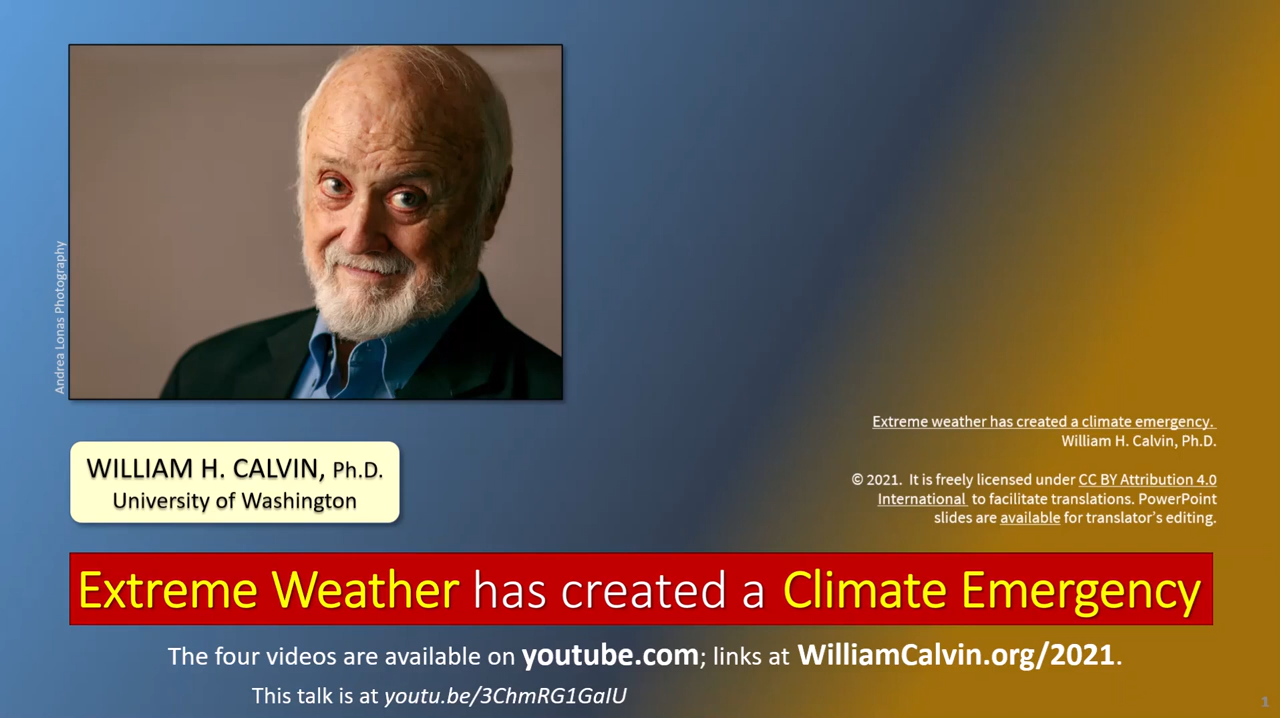 Andrea Lonas Photography
WILLIAM H. CALVIN, Ph.D.
University of Washington
Extreme weather has created a climate emergency.
William H. Calvin, Ph.D.
© 2021.  It is freely licensed under CC BY Attribution 4.0
International  to facilitate translations. PowerPoint
slides are available for translator’s editing.
Extreme Weather has created a Climate Emergency
The four videos are available on youtube.com; links at WilliamCalvin.org/2021.
This talk is at youtu.be/3ChmRG1GaIU
1